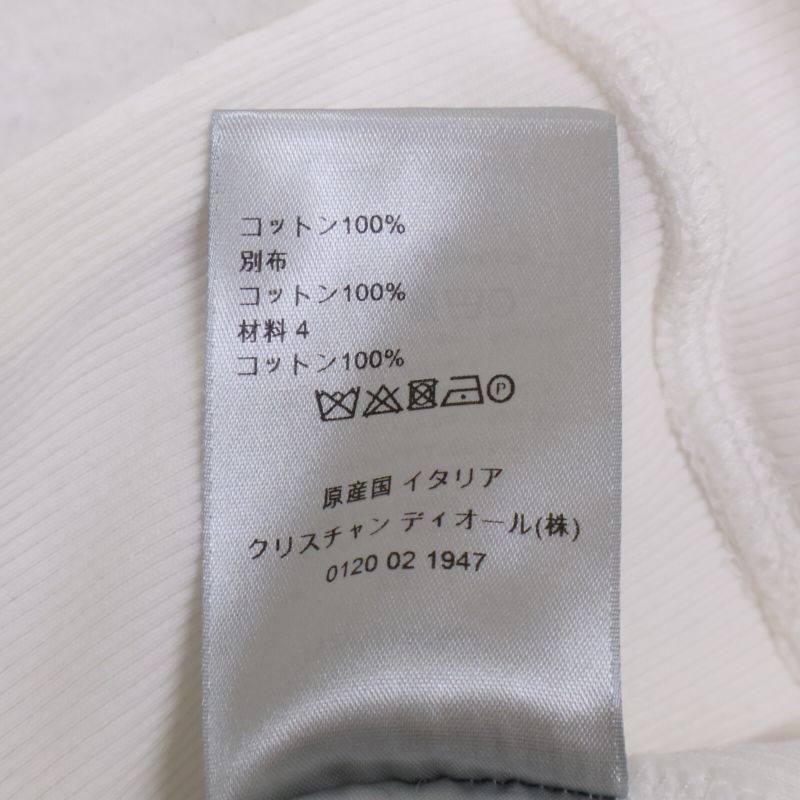 コットン100%
別布
コットン100%
材料 4
コットン100%
P
原産国 イタリア
クリスチャン ディオール(株)
0120 02 1947